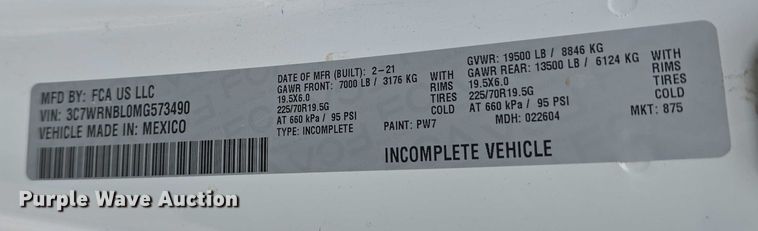 MFD BY: FCA US LLC
VIN: 3C7WRNBL0MG573490
VEHICLE MADE IN: MEXICO
DATE OF MFR (BUILT): 2-21
GAWR FRONT: 7000 LB / 3176 KG WITH
19.5X6.0 RIMS
225/70R19.5G TIRES
AT 660 kPa / 95 PSI COLD
TYPE: INCOMPLETE PAINT: PW7
GVWR: 19500 LB / 8846 KG
GAWR REAR: 13500 LB / 6124 KG WITH
19.5X6.0 RIMS
225/70R19.5G TIRES
AT 660 kPa / 95 PSI COLD
MDH: 022604 MKT: 875
INCOMPLETE VEHICLE
Purple Wave Auction